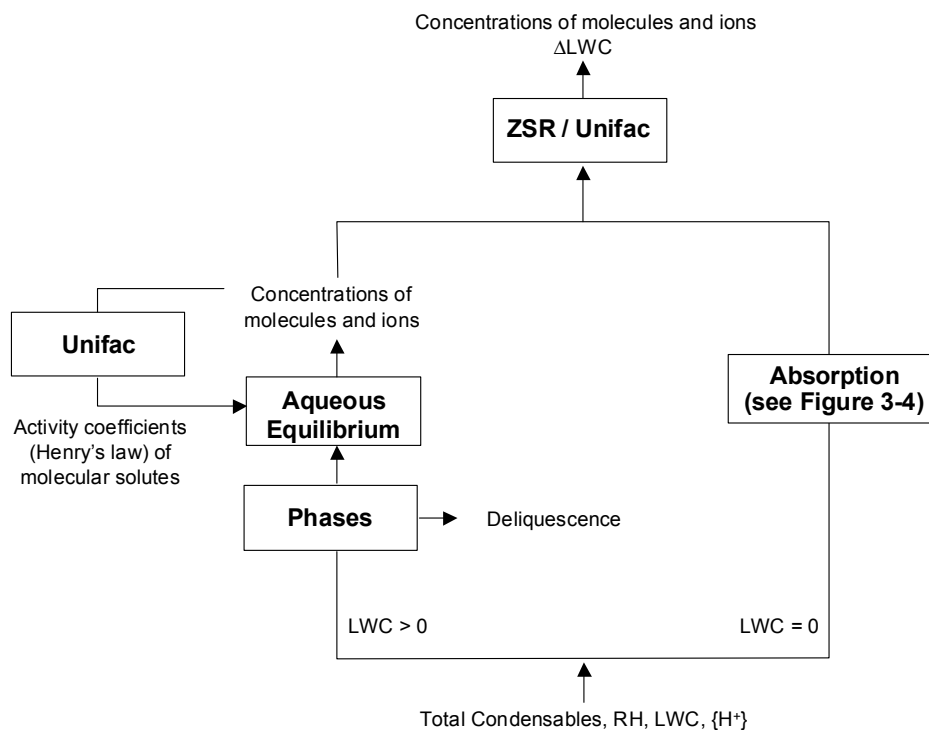 Concentrations of molecules and ions
ΔLWC
ZSR / Unifac
Concentrations of
molecules and ions
Unifac
Absorption
(see Figure 3-4)
Aqueous
Equilibrium
Activity coefficients
(Henry's law) of
molecular solutes
Phases
Deliquescence
LWC > 0
LWC = 0
Total Condensables, RH, LWC, {H⁺}